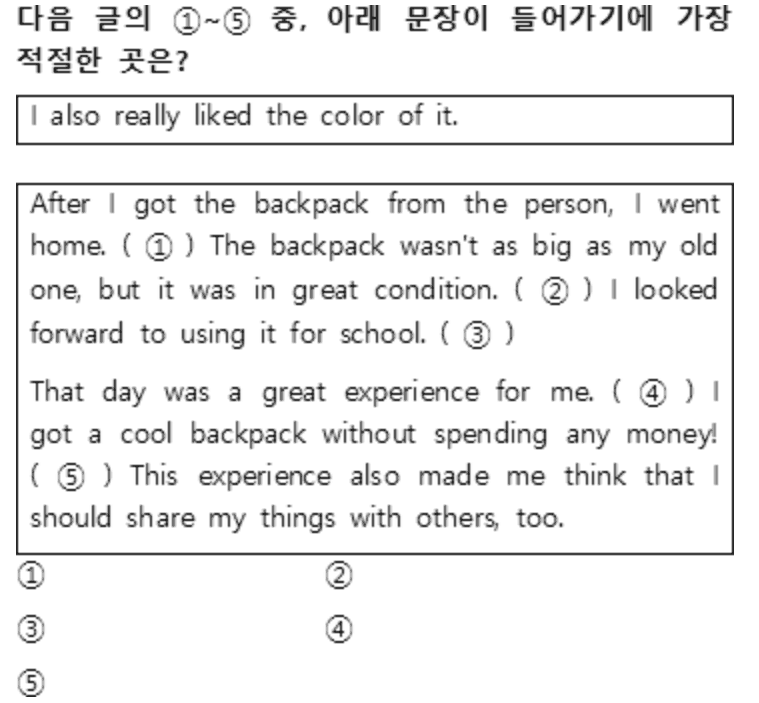 다음 글의 ①~⑤ 중, 아래 문장이 들어가기에 가장
적절한 곳은?
I also really liked the color of it.
After I got the backpack from the person, I went
home. ( ① ) The backpack wasn't as big as my old
one, but it was in great condition. ( ② ) I looked
forward to using it for school. ( ③ )
That day was a great experience for me. ( ④ ) I
got a cool backpack without spending any money!
( ⑤ ) This experience also made me think that I
should share my things with others, too.
① ②
③ ④
⑤